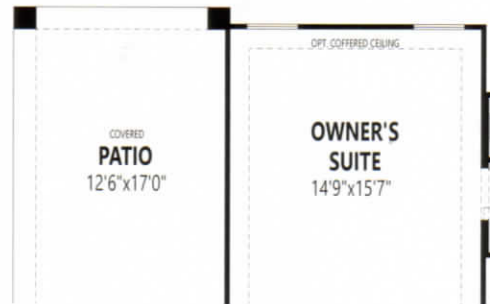 OPT. COFFERED CEILING
COVERED
PATIO
12'6"x17'0"
OWNER'S
SUITE
14'9"x15'7"